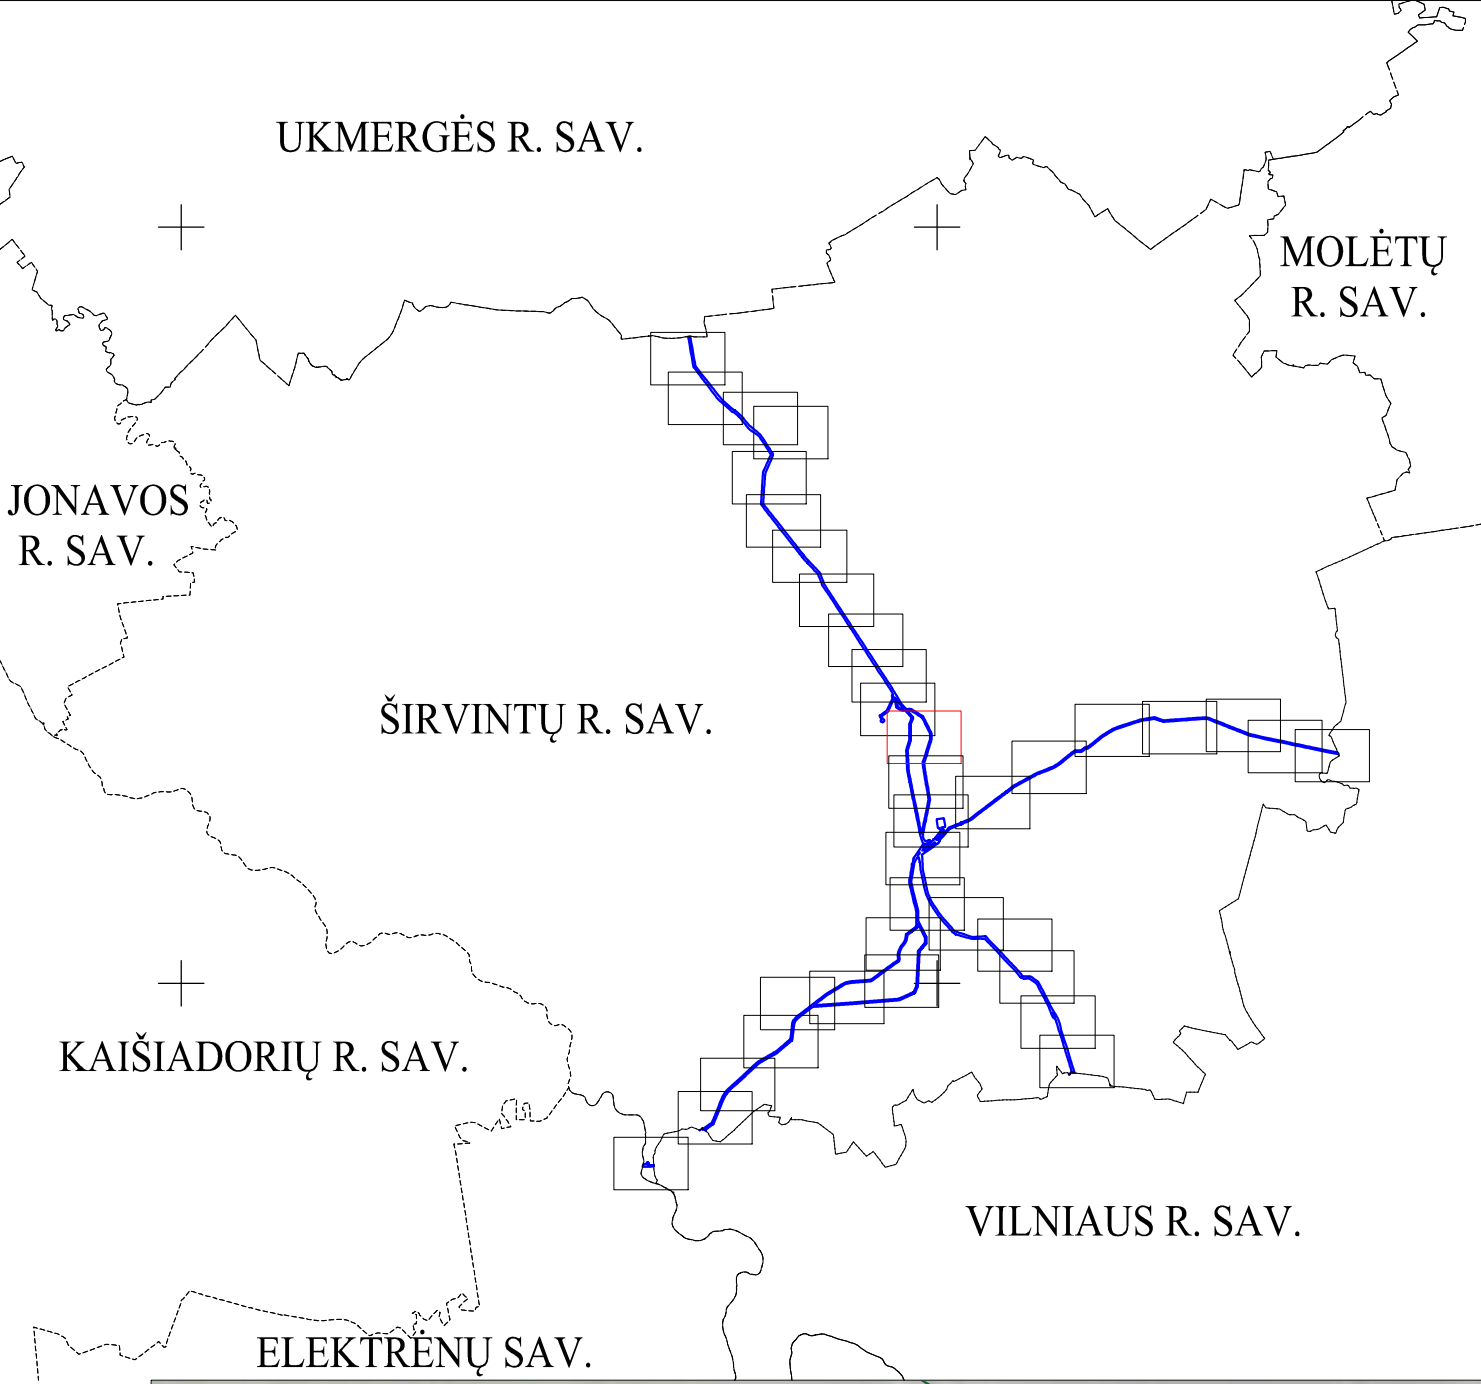 UKMERGĖS R. SAV.
MOLĖTŲ
R. SAV.
JONAVOS
R. SAV.
ŠIRVINTŲ R. SAV.
KAIŠIADORIŲ R. SAV.
VILNIAUS R. SAV.
ELEKTRĖNŲ SAV.